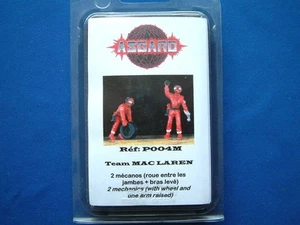 ASGARD
Réf: P004M
Team MAC LAREN
2 mécanos (roue entre les
jambes + bras levé)
2 mechanics (with wheel and
one arm raised)